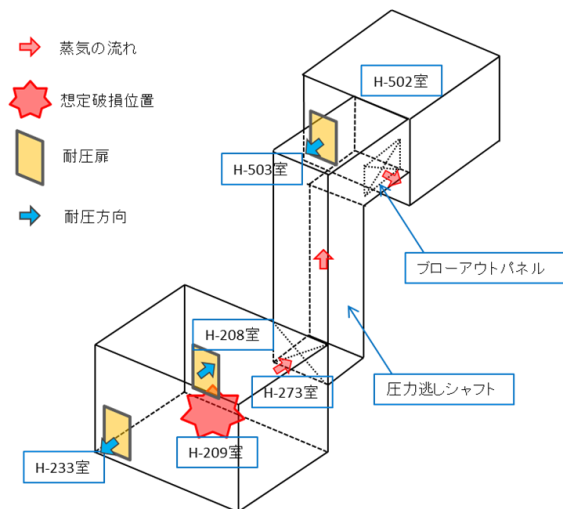 蒸気の流れ
想定破損位置
耐圧扉
耐圧方向
H-502室
H-503室
ブローアウトパネル
H-208室
H-273室
圧力逃しシャフト
H-209室
H-233室